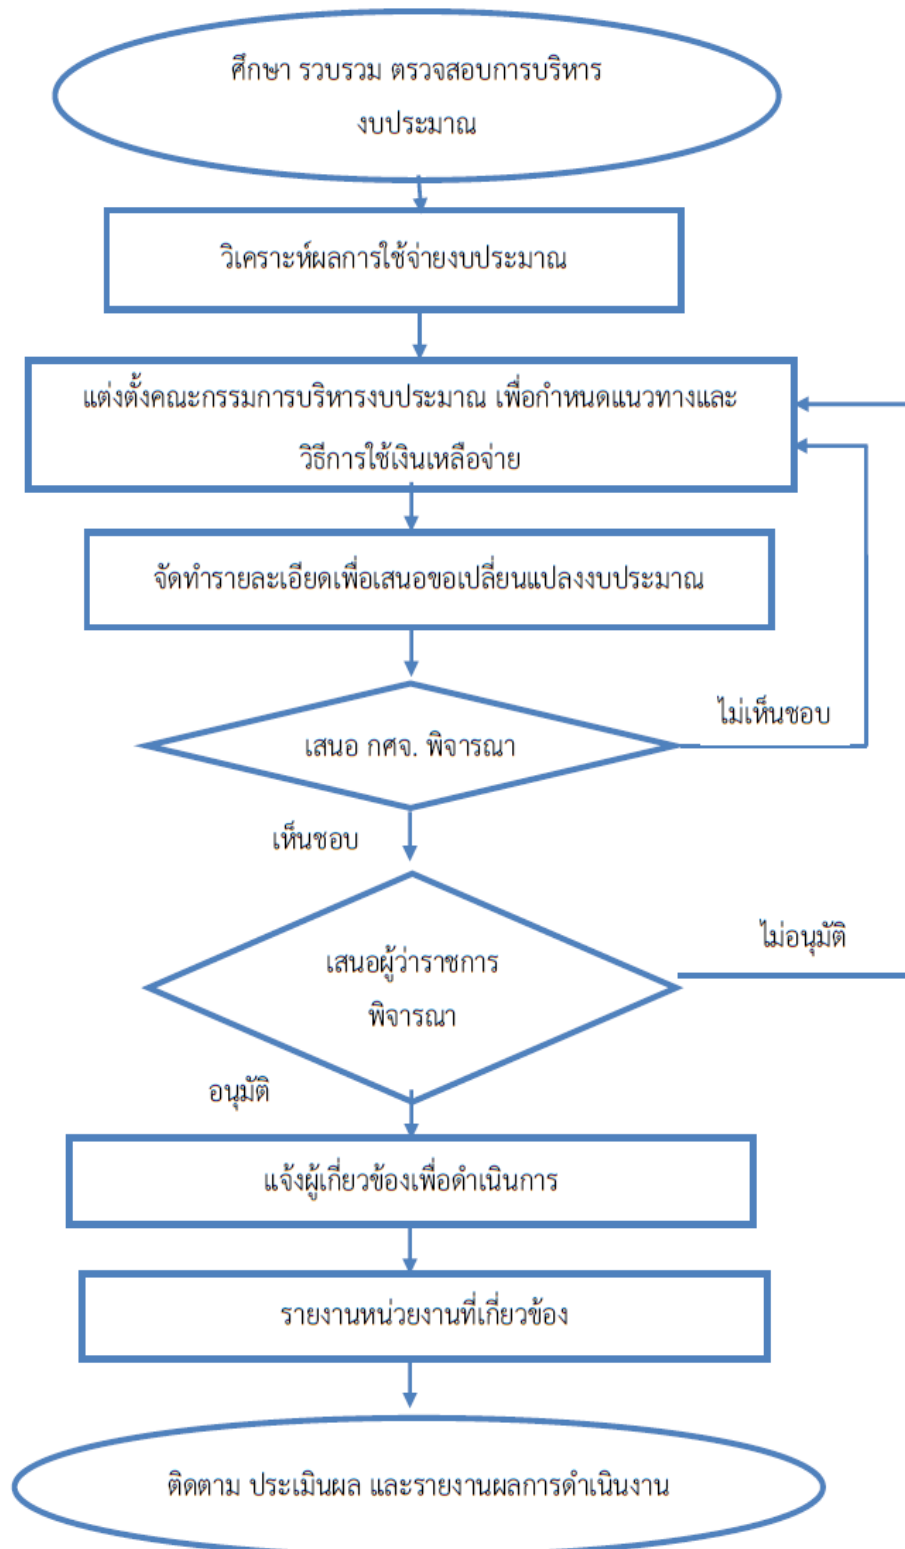 ศึกษา รวบรวม ตรวจสอบการบริหาร
งบประมาณ
วิเคราะห์ผลการใช้จ่ายงบประมาณ
แต่งตั้งคณะกรรมการบริหารงบประมาณ เพื่อกำหนดแนวทางและ
วิธีการใช้เงินเหลือจ่าย
จัดทำรายละเอียดเพื่อเสนอขอเปลี่ยนแปลงงบประมาณ
ไม่เห็นชอบ
เสนอ กศจ. พิจารณา
เห็นชอบ
ไม่อนุมัติ
เสนอผู้ว่าราชการ
พิจารณา
อนุมัติ
แจ้งผู้เกี่ยวข้องเพื่อดำเนินการ
รายงานหน่วยงานที่เกี่ยวข้อง
ติดตาม ประเมินผล และรายงานผลการดำเนินงาน